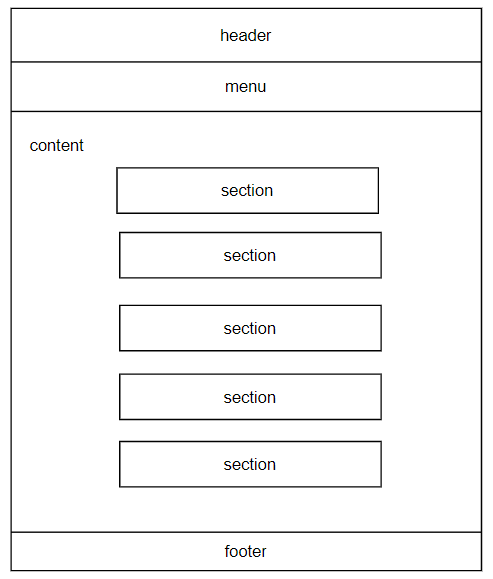 header
menu
content
section
section
section
section
section
footer